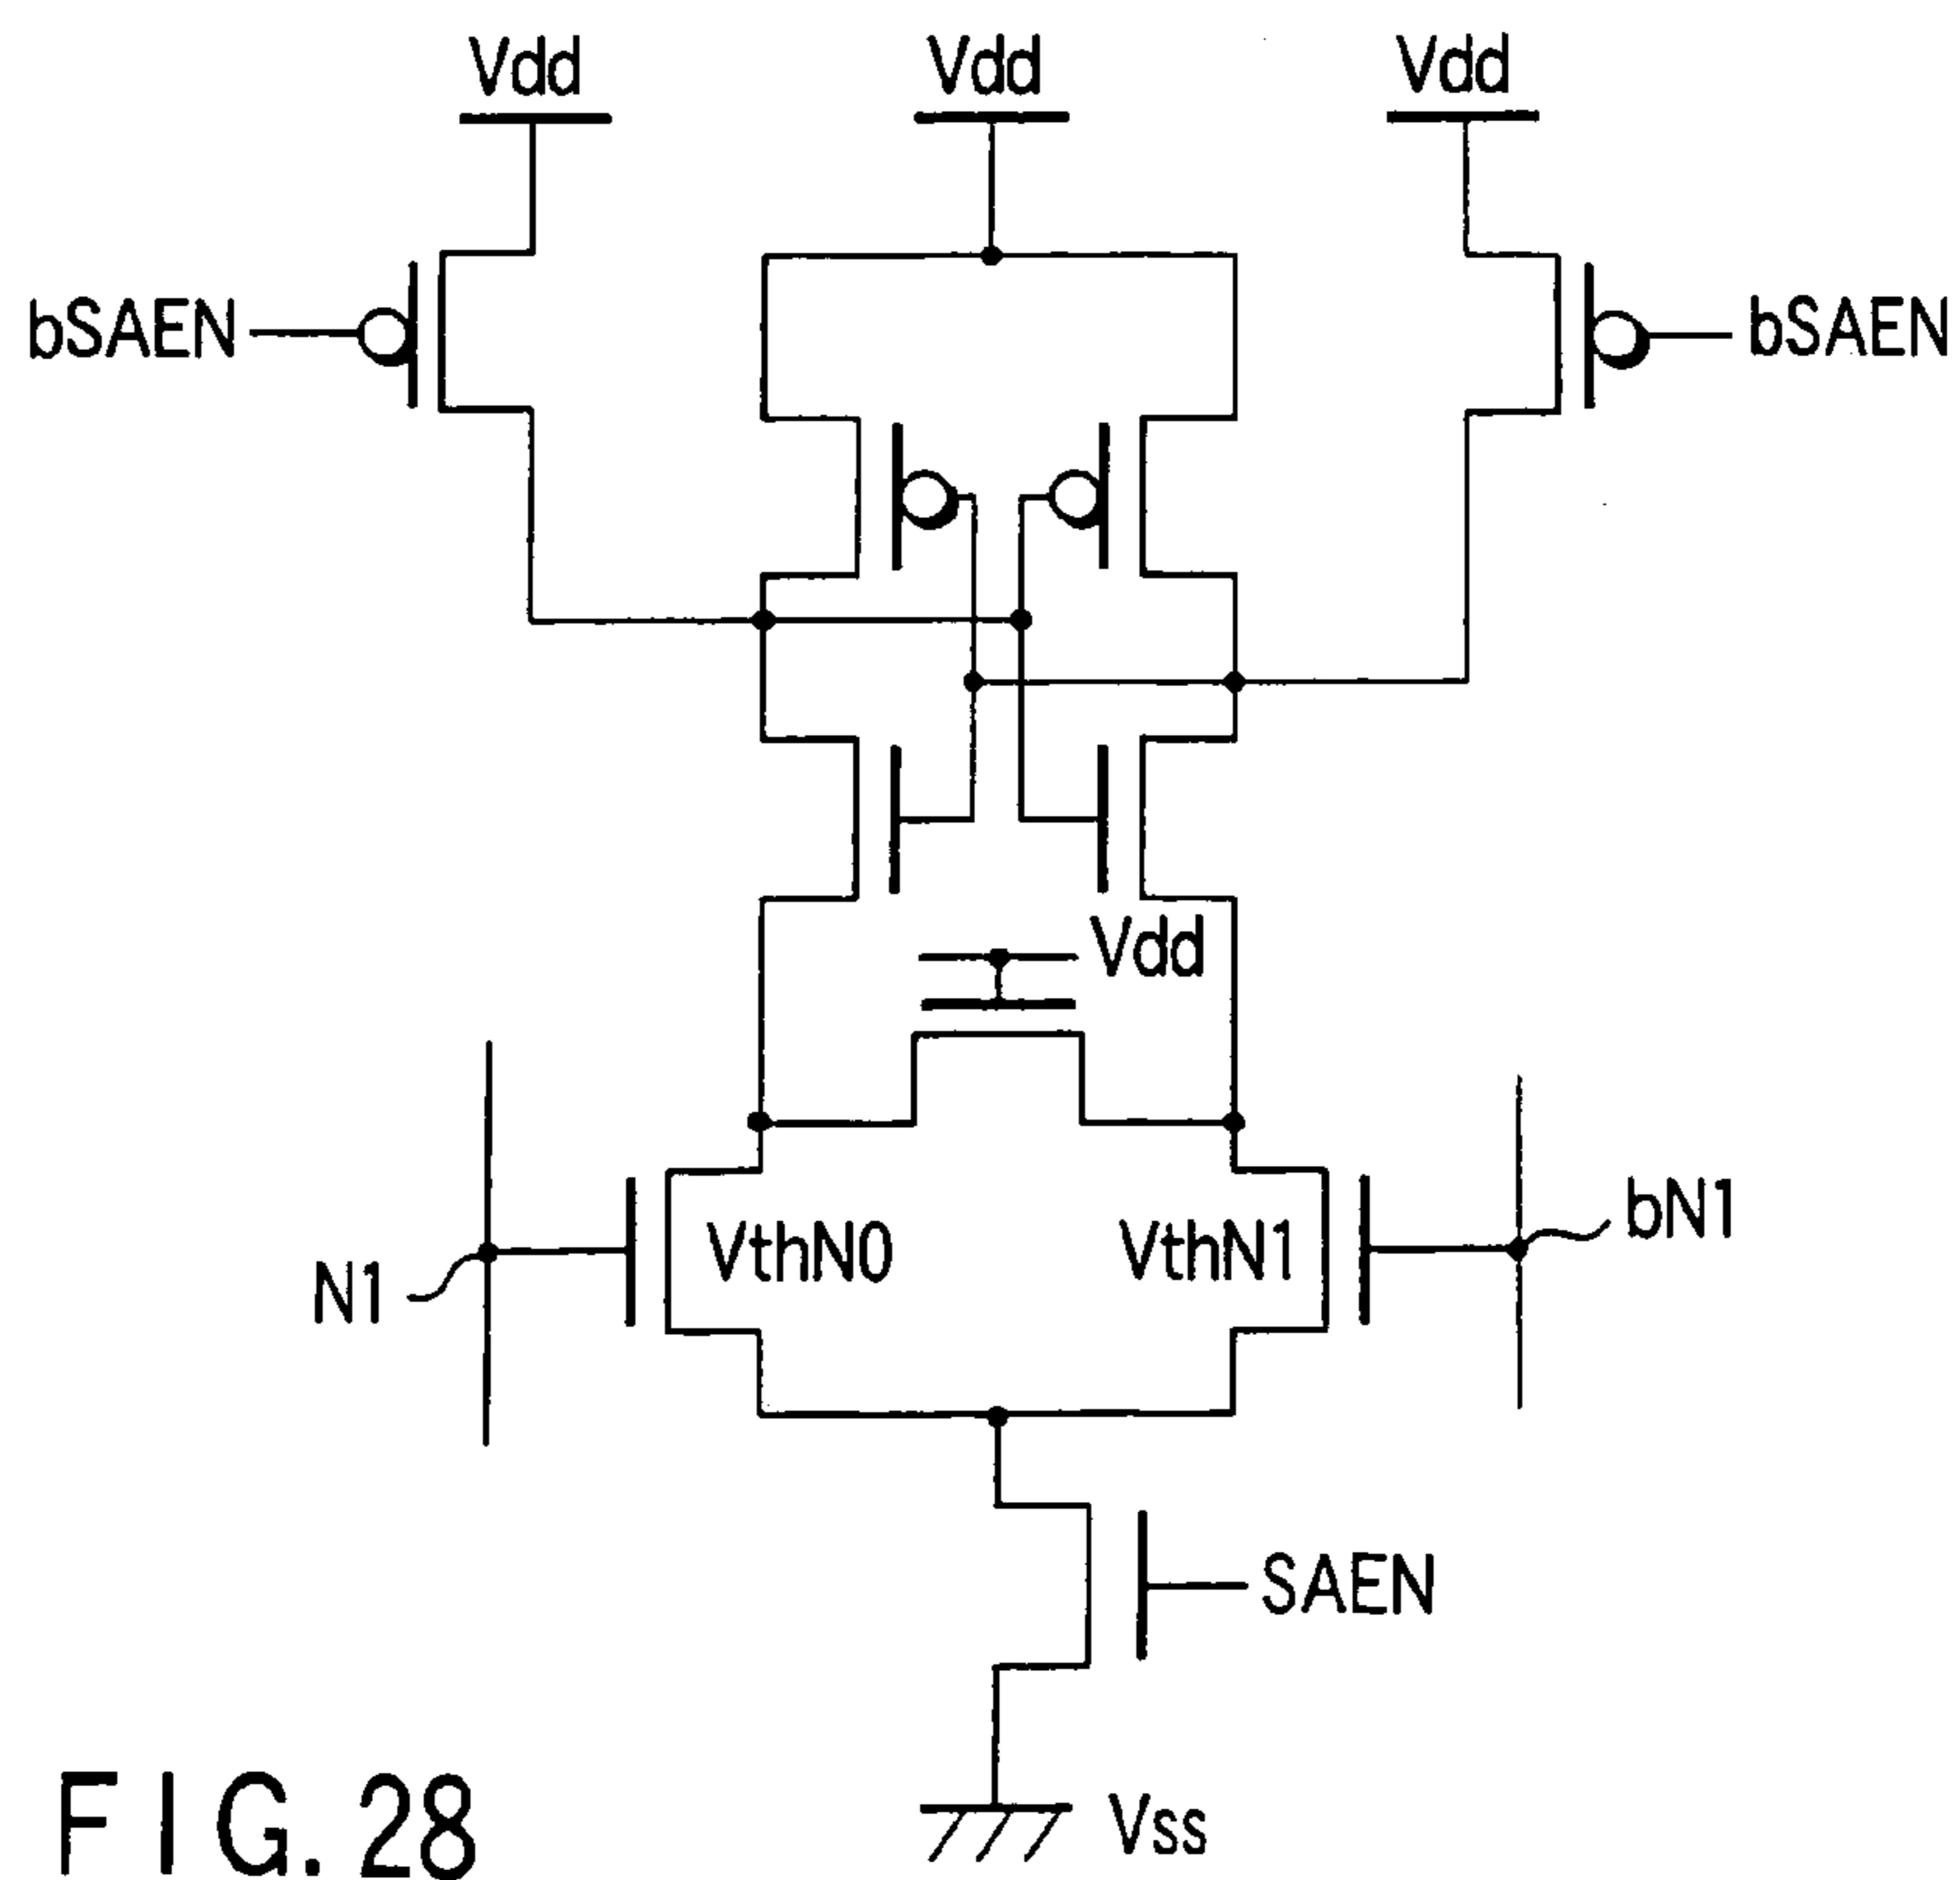 Vdd
Vdd
Vdd
bSAEN
bSAEN
Vdd
bN1
VthN0
VthN1
N1
SAEN
Vss
FIG. 28